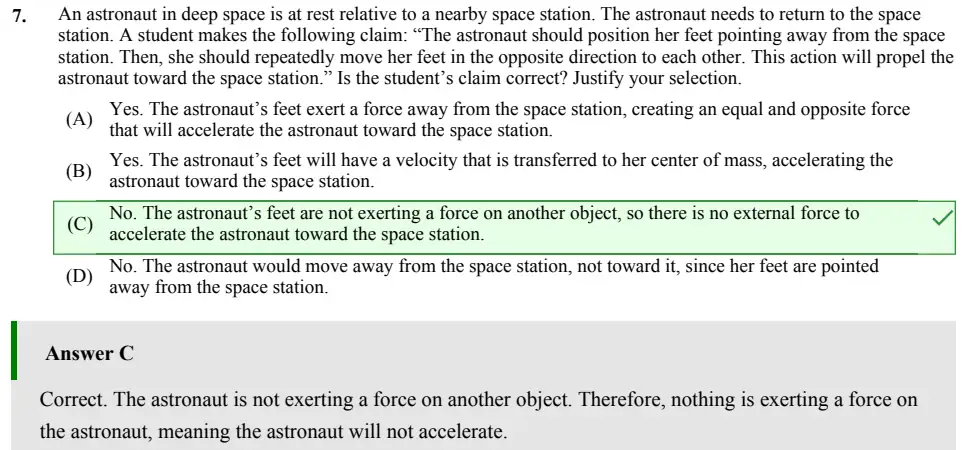 7. An astronaut in deep space is at rest relative to a nearby space station. The astronaut needs to return to the space
station. A student makes the following claim: “The astronaut should position her feet pointing away from the space
station. Then, she should repeatedly move her feet in the opposite direction to each other. This action will propel the
astronaut toward the space station.” Is the student’s claim correct? Justify your selection.
(A) Yes. The astronaut’s feet exert a force away from the space station, creating an equal and opposite force
that will accelerate the astronaut toward the space station.
(B) Yes. The astronaut’s feet will have a velocity that is transferred to her center of mass, accelerating the
astronaut toward the space station.
(C) No. The astronaut’s feet are not exerting a force on another object, so there is no external force to
accelerate the astronaut toward the space station.
(D) No. The astronaut would move away from the space station, not toward it, since her feet are pointed
away from the space station.
Answer C
Correct. The astronaut is not exerting a force on another object. Therefore, nothing is exerting a force on
the astronaut, meaning the astronaut will not accelerate.